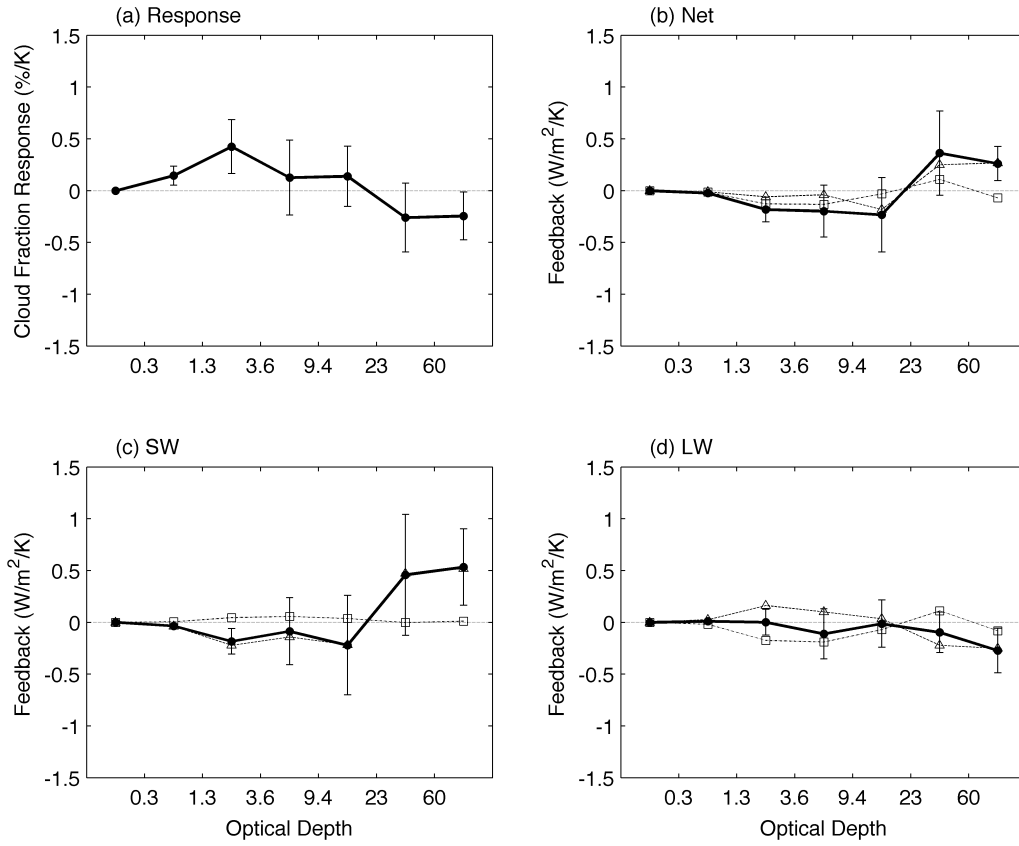 (a) Response
Cloud Fraction Response (%/K)
1.5
1
0.5
0
-0.5
-1
-1.5
0.3 1.3 3.6 9.4 23 60
(b) Net
Feedback (W/m²/K)
1.5
1
0.5
0
-0.5
-1
-1.5
0.3 1.3 3.6 9.4 23 60
(c) SW
Feedback (W/m²/K)
1.5
1
0.5
0
-0.5
-1
-1.5
0.3 1.3 3.6 9.4 23 60
Optical Depth
(d) LW
Feedback (W/m²/K)
1.5
1
0.5
0
-0.5
-1
-1.5
0.3 1.3 3.6 9.4 23 60
Optical Depth